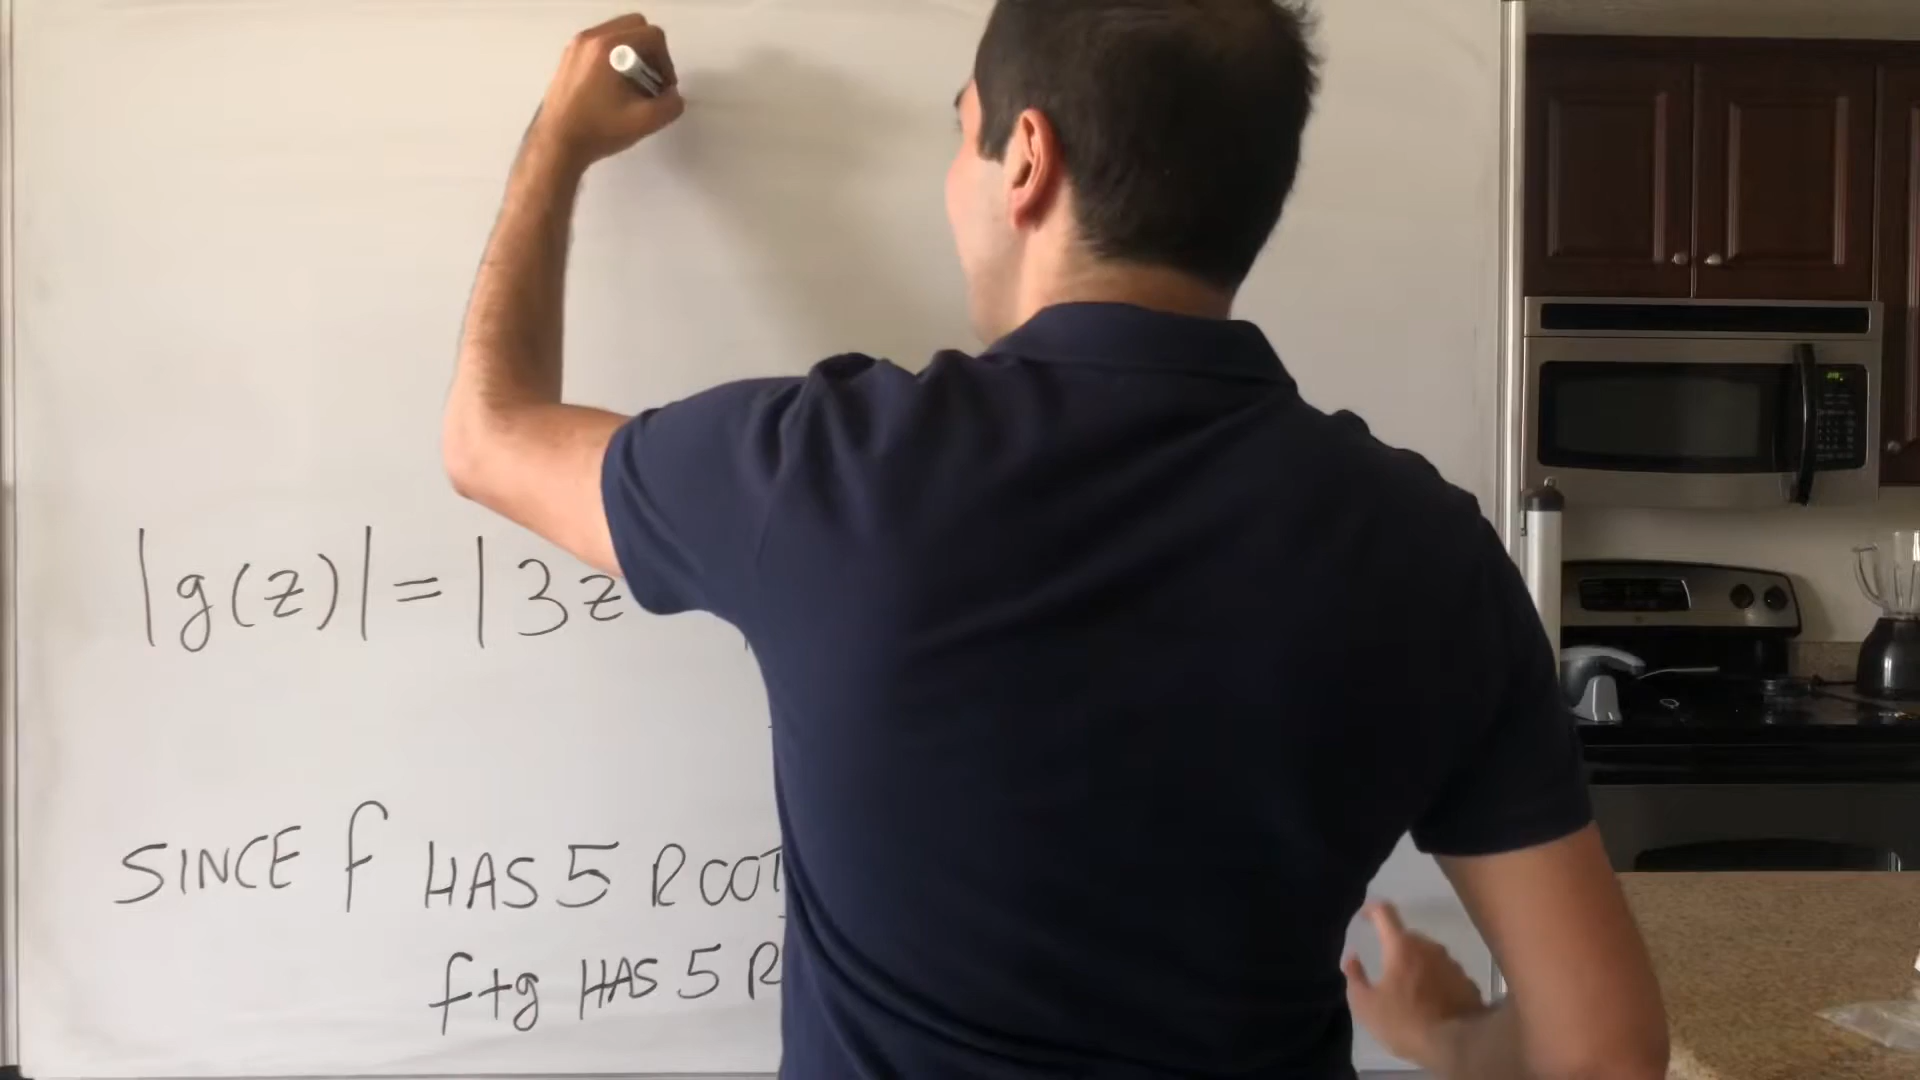 |g(z)| = |3z
SINCE f HAS 5 ROOT
f+g HAS 5 R